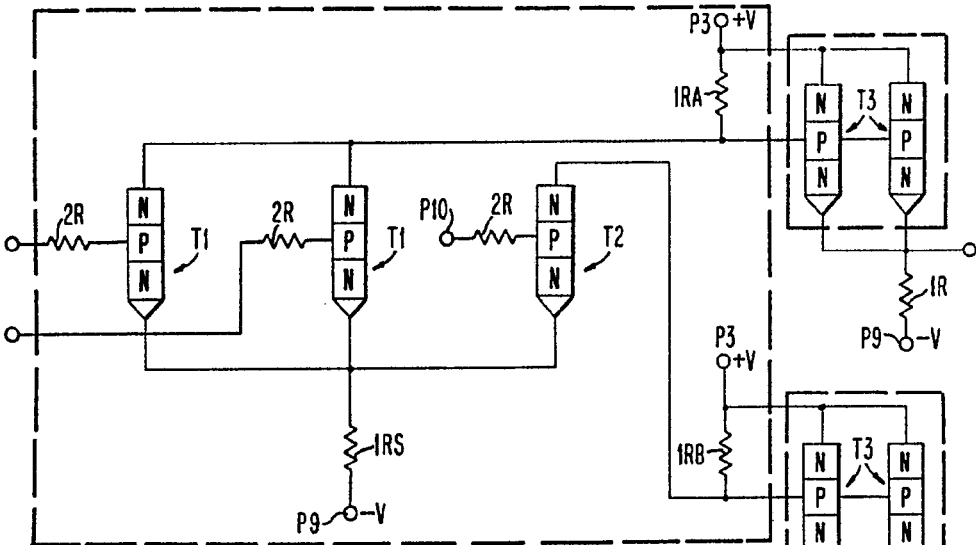 P3 +V
1RA
N N
T3
P P
N N
2R
N
P
N
T1
2R
N
P
N
T1
P10
2R
N
P
N
T2
1R
P9 -V
P3
+V
1RS
1RB
P9 -V
N N
T3
P P
N N